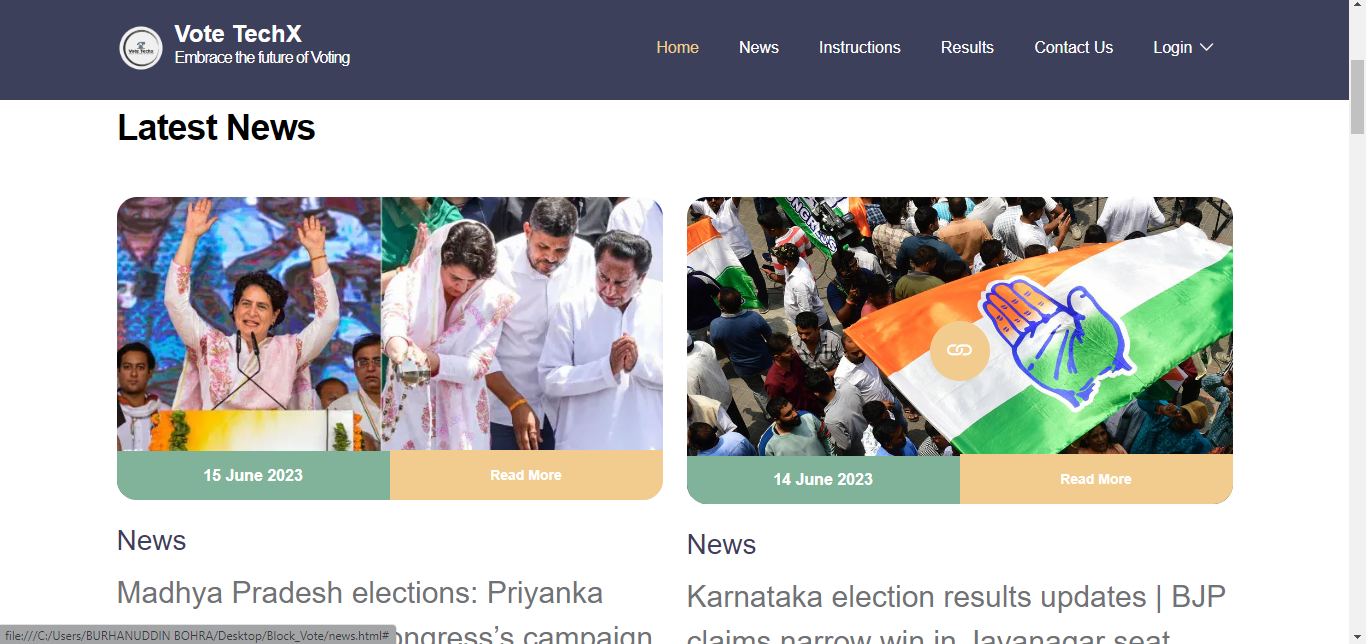 Vote TechX
Embrace the future of Voting
Home
News
Instructions
Results
Contact Us
Login
Latest News
15 June 2023
Read More
14 June 2023
Read More
News
Madhya Pradesh elections: Priyanka
ongress’s campaign
News
Karnataka election results updates | BJP
claims narrow win in Jayanagar seat
file:///C:/Users/BURHANUDDIN BOHRA/Desktop/Block_Vote/news.html#